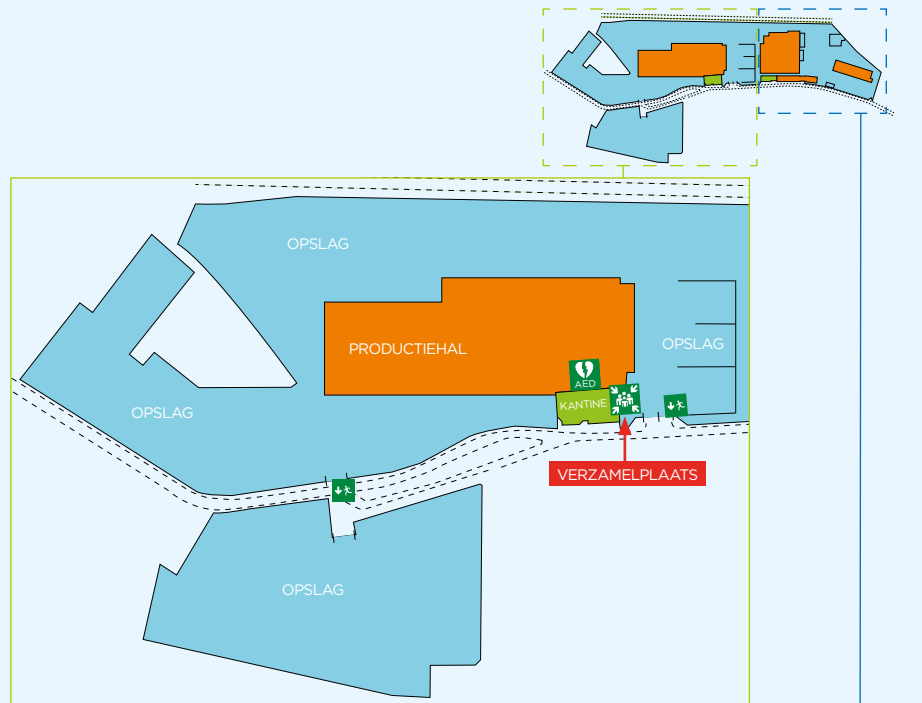 OPSLAG
PRODUCTIEHAL
OPSLAG
AED
KANTINE
OPSLAG
VERZAMELPLAATS
OPSLAG